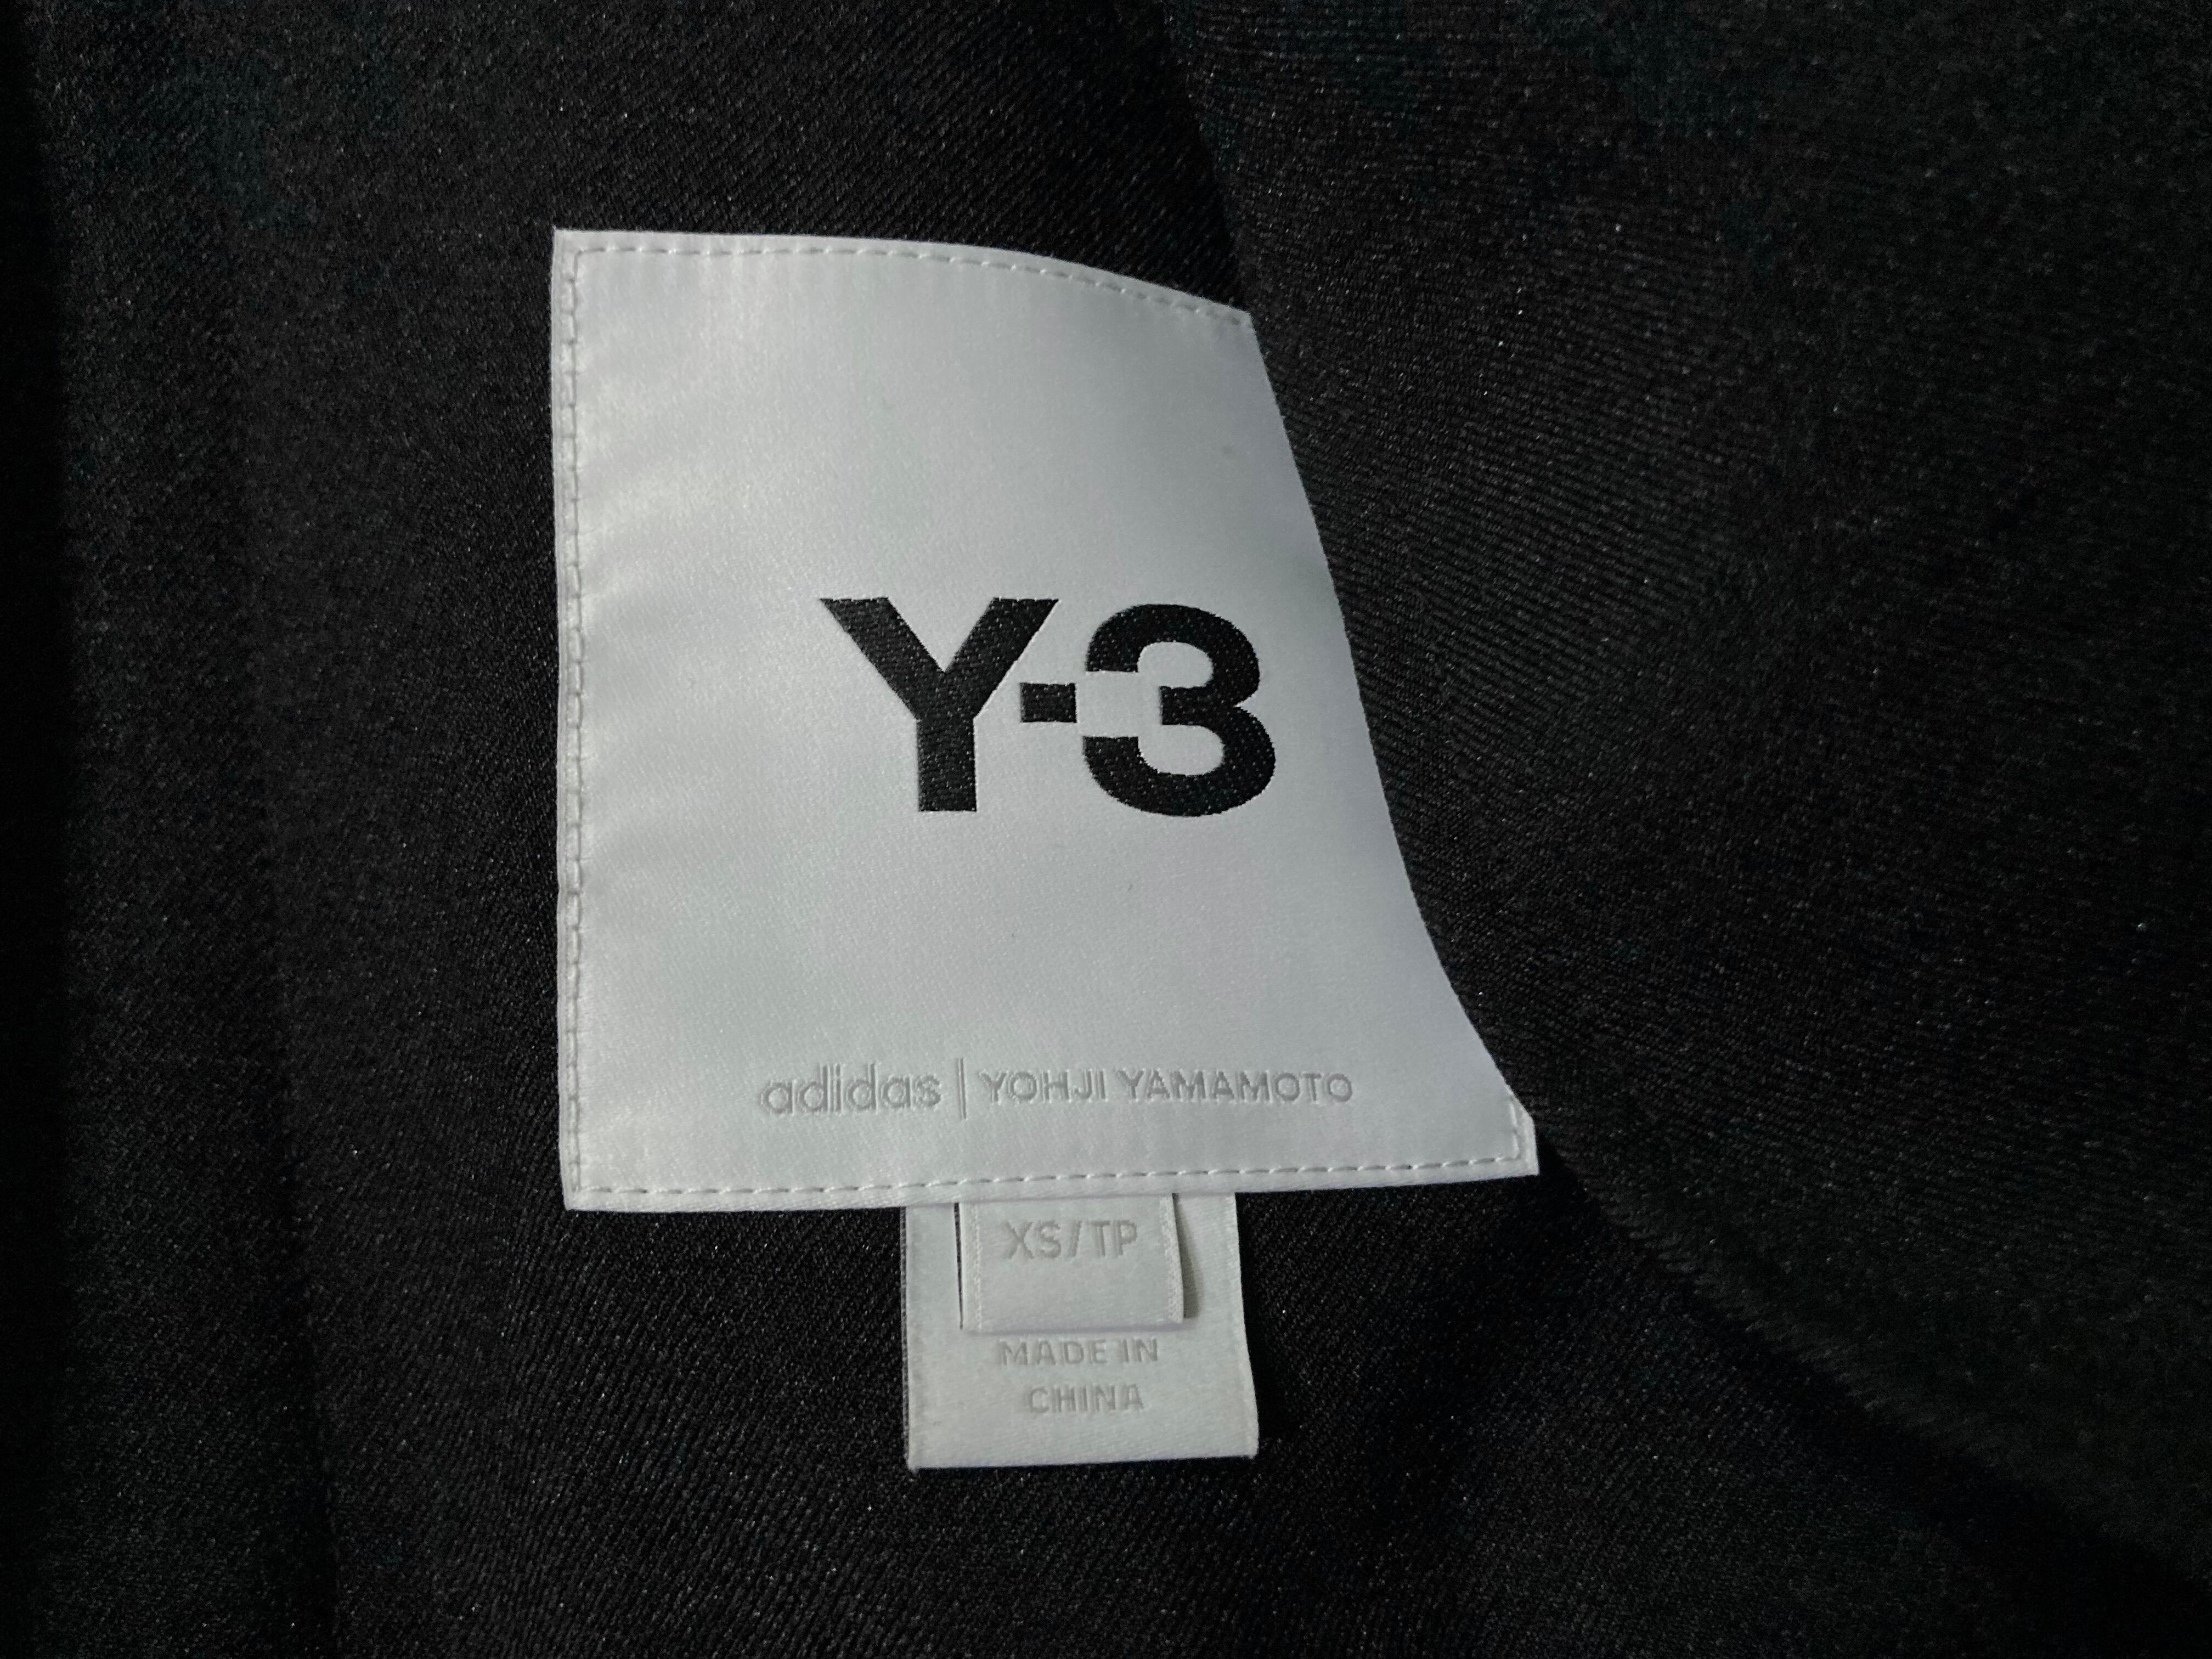 Y-3
adidas | YOHJI YAMAMOTO
XS/TP
MADE IN
CHINA